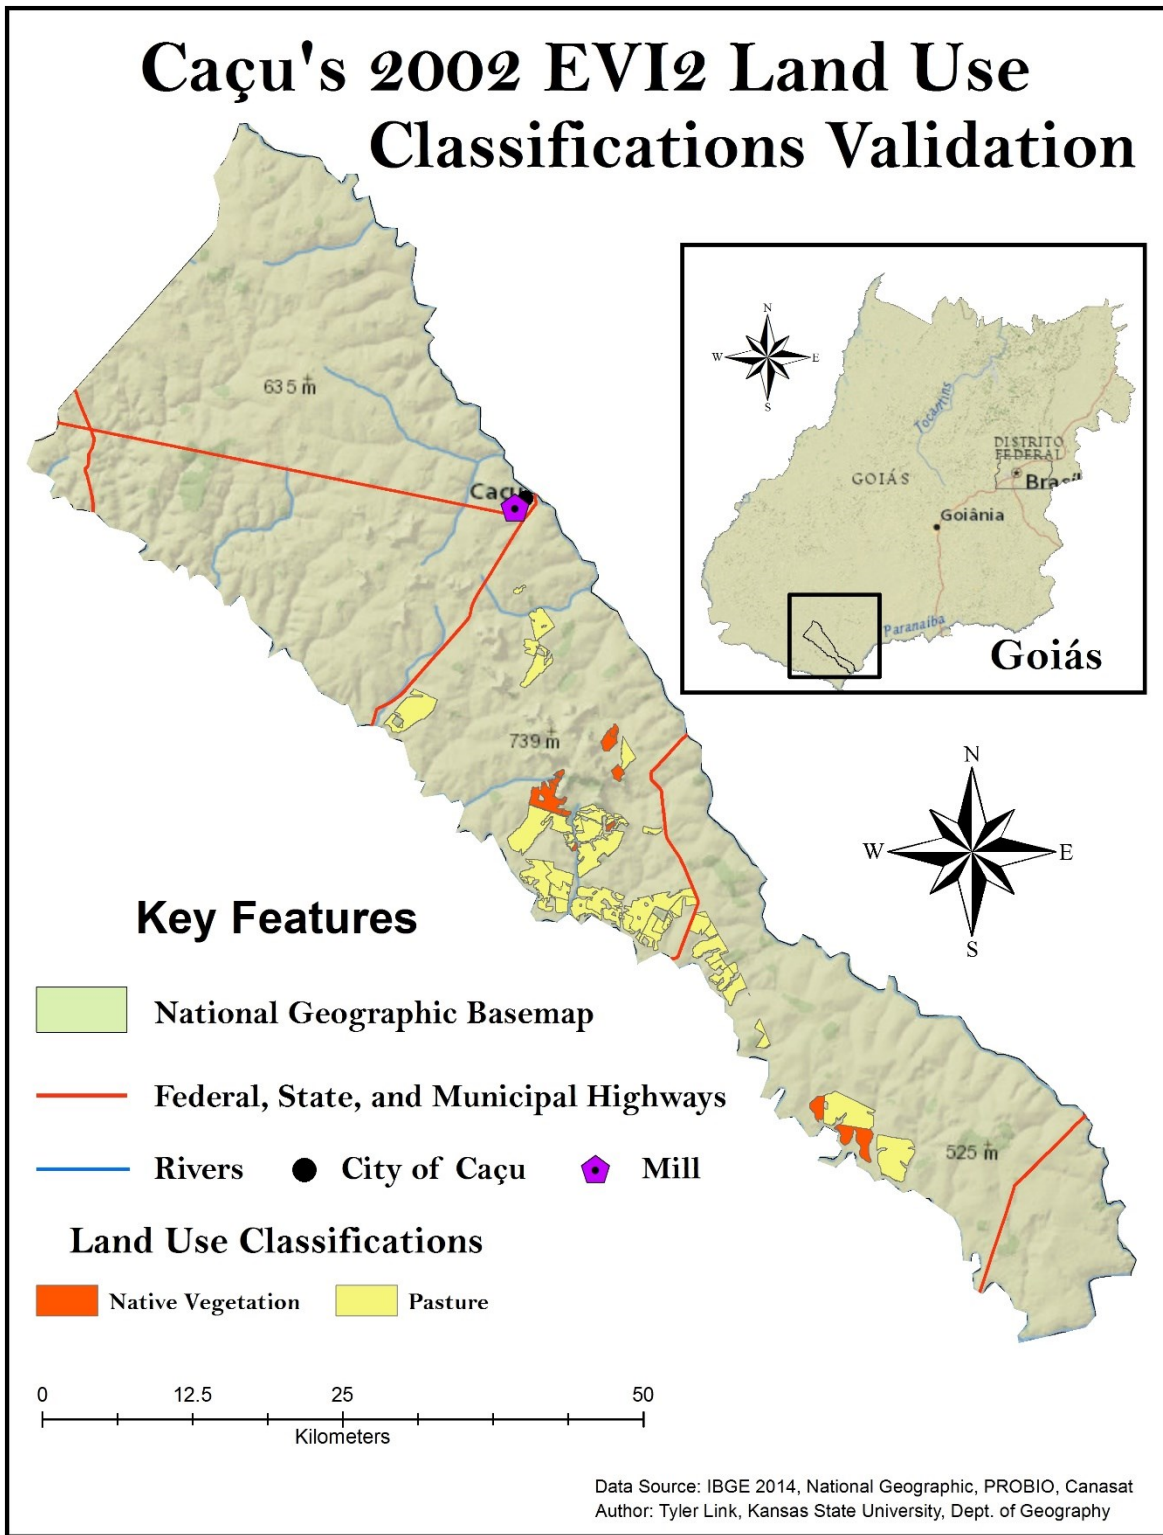 Caçu's 2002 EVI2 Land Use
Classifications Validation
635 m
Caçu
739 m
525 m
N
W E
S
Tocantins
DISTRITO
FEDERAL
GOIÁS
Goiânia
Paranaiba
Goiás
N
W E
S
Key Features
National Geographic Basemap
Federal, State, and Municipal Highways
Rivers City of Caçu Mill
Land Use Classifications
Native Vegetation Pasture
0 12.5 25 50
Kilometers
Data Source: IBGE 2014, National Geographic, PROBIO, Canasat
Author: Tyler Link, Kansas State University, Dept. of Geography